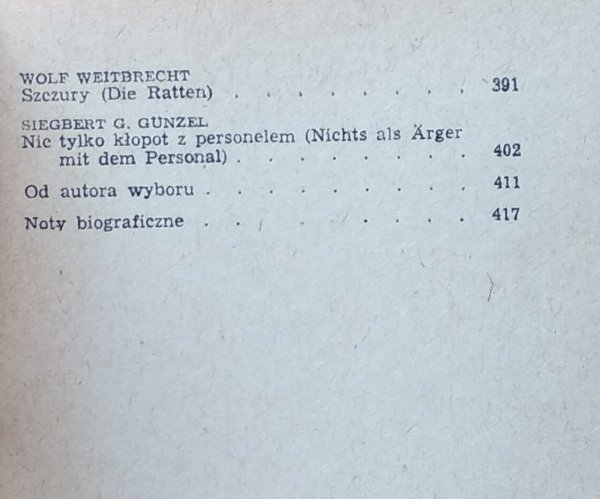 WOLF WEITBRECHT
Szczury (Die Ratten) . . . . . . . . 391
SIEGBERT G. GUNZEL
Nic tylko kłopot z personelem (Nichts als Ärger
mit dem Personal) . . . . . . . . 402
Od autora wyboru . . . . . . . . . 411
Noty biograficzne . . . . . . . . . 417